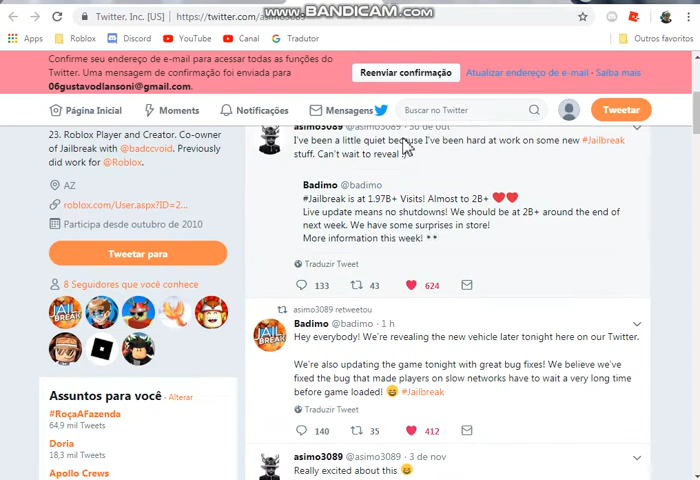 www.BANDICAM.com
Twitter, Inc. [US] | https://twitter.com/asimo3089
Apps Roblox Discord YouTube Canal Tradutor Outros favoritos
Confirme seu endereço de e-mail para acessar todas as funções do
Twitter. Uma mensagem de confirmação foi enviada para
06gustavodlansoni@gmail.com.
Reenviar confirmação Atualizar endereço de e-mail · Saiba mais
Página Inicial Moments Notificações Mensagens Buscar no Twitter Tweetar
23. Roblox Player and Creator. Co-owner
of Jailbreak with @badccvoid. Previously
did work for @Roblox.
AZ
roblox.com/User.aspx?ID=2...
Participa desde outubro de 2010
Tweetar para
8 Seguidores que você conhece
JAIL
BREAK
Assuntos para você · Alterar
#RoçaAFazenda
64,9 mil Tweets
Doria
18,3 mil Tweets
Apollo Crews
asimo3089 @asimo3089 · 30 de out
I've been a little quiet because I've been hard at work on some new #Jailbreak
stuff. Can't wait to reveal :)
Badimo @badimo
#Jailbreak is at 1.97B+ Visits! Almost to 2B+ ❤️❤️
Live update means no shutdowns! We should be at 2B+ around the end of
next week. We have some surprises in store!
More information this week! **
Traduzir Tweet
133 43 624
asimo3089 retweetou
JAIL
BREAK
Badimo @badimo · 1 h
Hey everybody! We're revealing the new vehicle later tonight here on our Twitter.
We're also updating the game tonight with great bug fixes! We believe we've
fixed the bug that made players on slow networks have to wait a very long time
before game loaded! 😄 #Jailbreak
Traduzir Tweet
140 35 412
asimo3089 @asimo3089 · 3 de nov
Really excited about this 😄